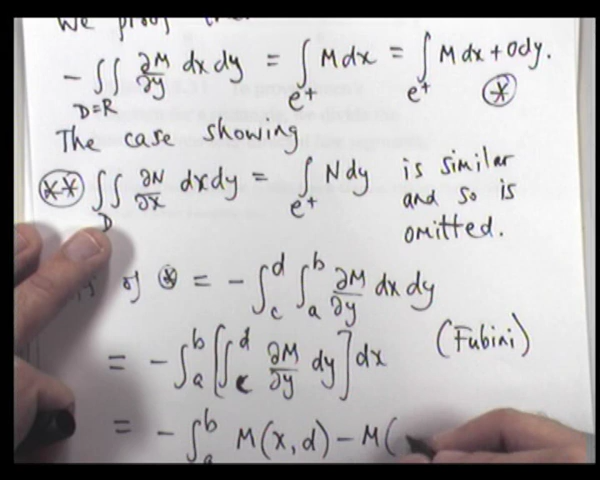 We proof
- ∫∫ ∂M/∂y dx dy = ∫ M dx = ∫ M dx + 0 dy.
D=R e+ e+ (*)
The case showing
(**) ∫∫ ∂N/∂x dx dy = ∫ N dy is similar
D e+ and so is
omitted.
of (*) = - ∫_c^d ∫_a^b ∂M/∂y dx dy
= - ∫_a^b [∫_c^d ∂M/∂y dy] dx (Fubini)
= - ∫_a^b M(x,d) - M(